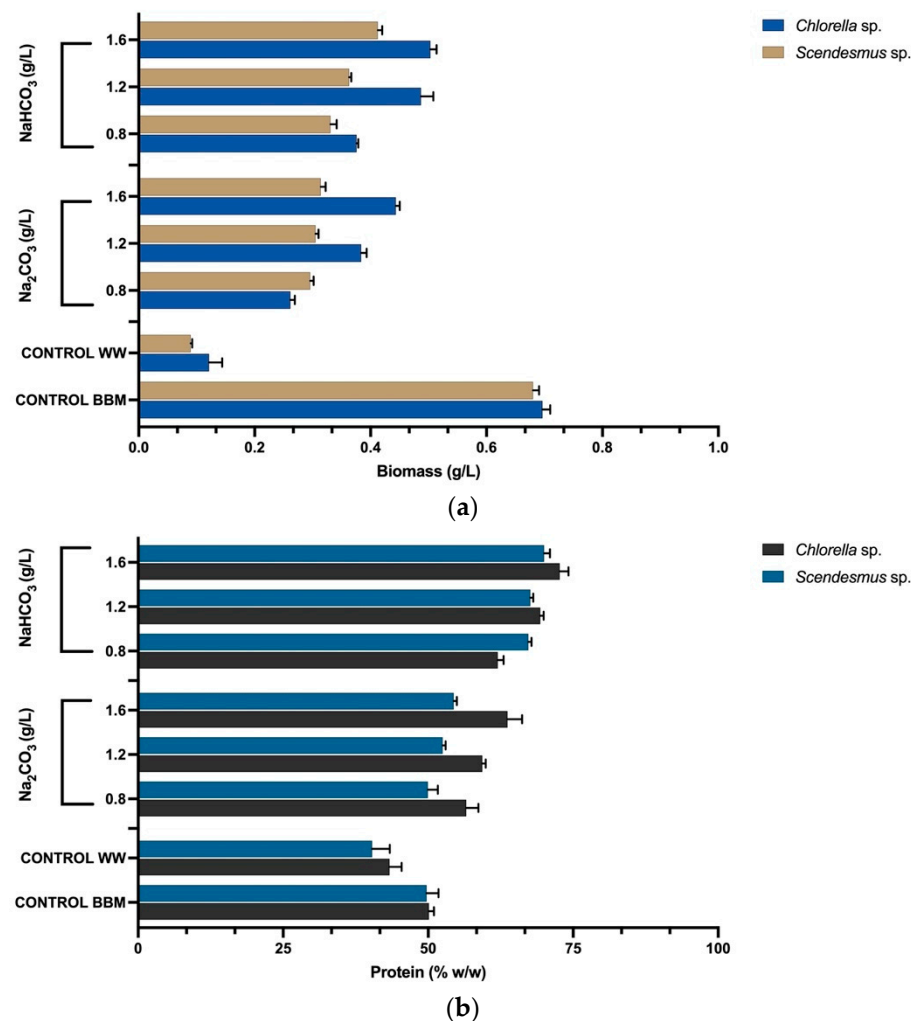 NaHCO₃ (g/L)
1.6
1.2
0.8
Na₂CO₃ (g/L)
1.6
1.2
0.8
CONTROL WW
CONTROL BBM
0.0 0.2 0.4 0.6 0.8 1.0
Biomass (g/L)
Chlorella sp.
Scendesmus sp.
(a)
NaHCO₃ (g/L)
1.6
1.2
0.8
Na₂CO₃ (g/L)
1.6
1.2
0.8
CONTROL WW
CONTROL BBM
0 25 50 75 100
Protein (% w/w)
Chlorella sp.
Scendesmus sp.
(b)